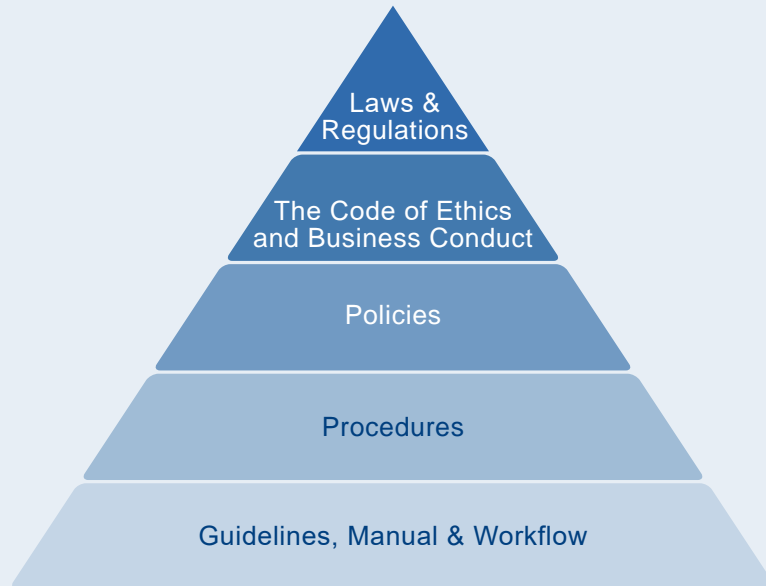 Laws &
Regulations
The Code of Ethics
and Business Conduct
Policies
Procedures
Guidelines, Manual & Workflow